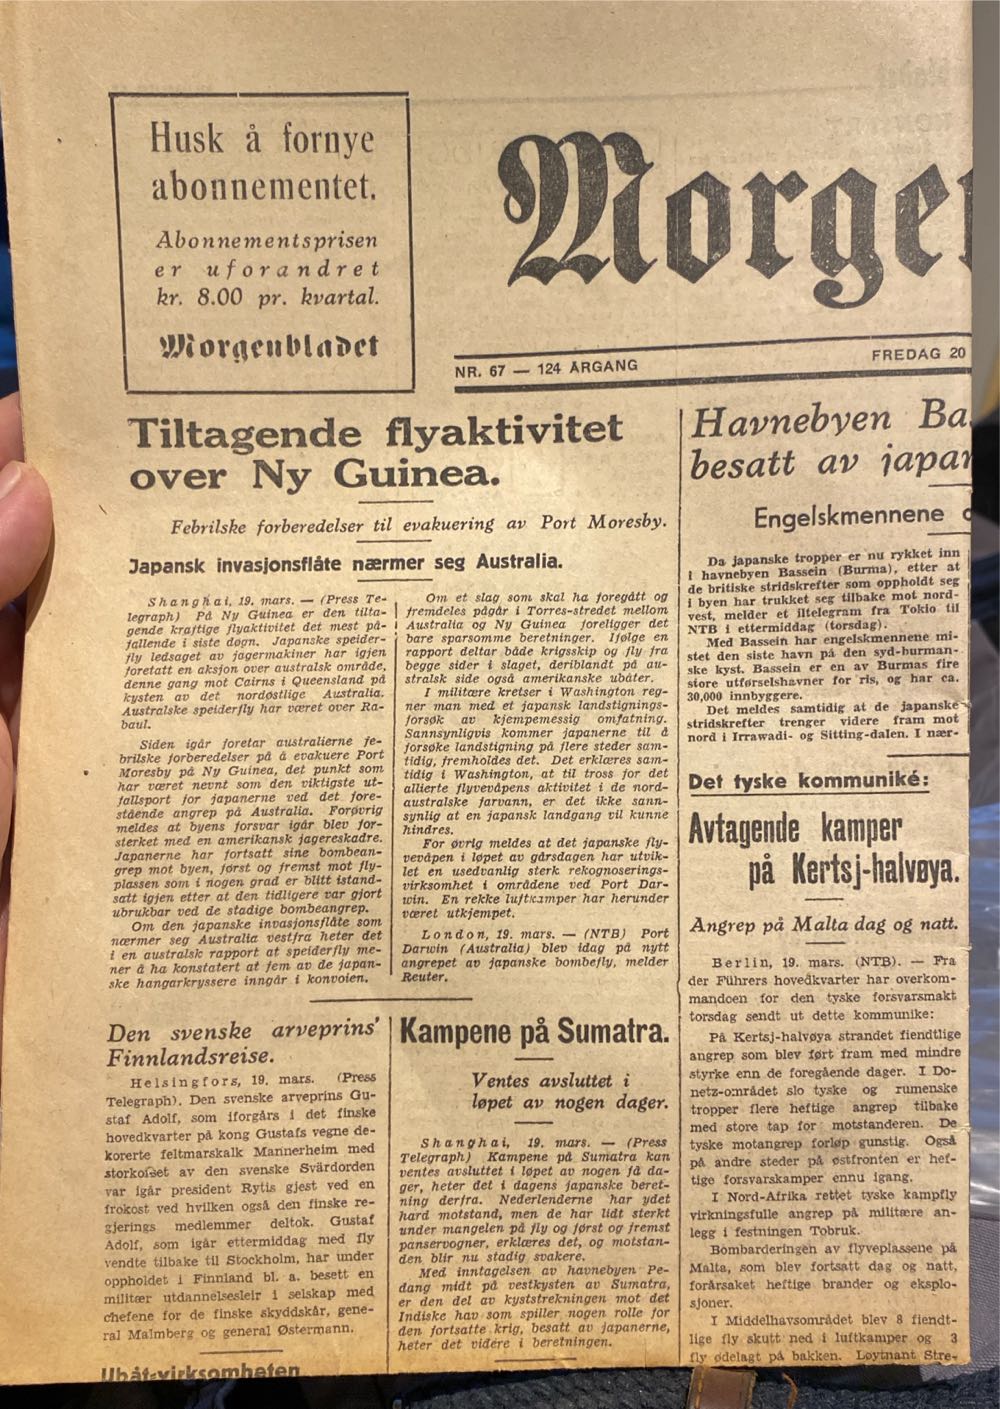 Husk å fornye
abonnementet.
Abonnementsprisen
er uforandret
kr. 8.00 pr. kvartal.
Morgenbladet
NR. 67 — 124 ÅRGANG
FREDAG 20
Tiltagende flyaktivitet
over Ny Guinea.
Febrilske forberedelser til evakuering av Port Moresby.
Japansk invasjonsflåte nærmer seg Australia.
Shanghai, 19. mars. — (Press Te-
legraph) På Ny Guinea er den tilta-
gende kraftige flyaktivitet det mest på-
fallende i siste døgn. Japanske speider-
fly ledsaget av jagermaskiner har igjen
foretatt en aksjon over australsk område,
denne gang mot Cairns i Queensland på
kysten av det nordøstlige Australia.
Australske speiderfly har været over Ra-
baul.
Siden igår foretar australierne fe-
brilske forberedelser på å evakuere Port
Moresby på Ny Guinea, det punkt som
har været nevnt som den viktigste ut-
fallsport for japanerne ved det fore-
stående angrep på Australia. Forøvrig
meldes at byens forsvar igår blev for-
sterket med en amerikansk jagereskadre.
Japanerne har fortsatt sine bombean-
grep mot byen, først og fremst mot fly-
plassen som i nogen grad er blitt istand-
satt igjen etter at den tidligere var gjort
ubrukbar ved de stadige bombeangrep.
Om den japanske invasjonsflåte som
nærmer seg Australia vestfra heter det
i en australsk rapport at speiderfly me-
ner å ha konstatert at fem av de japan-
ske hangarkryssere inngår i konvoien.
Om et slag som skal ha foregått og
fremdeles pågår i Torres-stredet mellom
Australia og Ny Guinea foreligger det
bare sparsomme beretninger. Ifølge en
rapport deltar både krigsskip og fly fra
begge sider i slaget, deriblandt på au-
stralsk side også amerikanske ubåter.
I militære kretser i Washington reg-
ner man med et japansk landstignings-
forsøk av kjempemessig omfatning.
Sannsynligvis kommer japanerne til å
forsøke landstigning på flere steder sam-
tidig, fremholdes det. Det erklæres sam-
tidig i Washington, at til tross for det
allierte flyvevåpens aktivitet i de nord-
australske farvann, er det ikke sann-
synlig at en japansk landgang vil kunne
hindres.
For øvrig meldes at det japanske fly-
vevåpen i løpet av gårsdagen har utvik-
let en usedvanlig sterk rekognoserings-
virksomhet i områdene ved Port Dar-
win. En rekke luftkamper har herunder
været utkjempet.
London, 19. mars. — (NTB) Port
Darwin (Australia) blev idag på nytt
angrepet av japanske bombefly, melder
Reuter.
Den svenske arveprins'
Finnlandsreise.
Helsingfors, 19. mars. (Press
Telegraph). Den svenske arveprins Gu-
staf Adolf, som iforgårs i det finske
hovedkvarter på kong Gustafs vegne de-
korerte feltmarskalk Mannerheim med
storkorset av den svenske Svärdorden
var igår president Rytis gjest ved en
frokost ved hvilken også den finske re-
gjerings medlemmer deltok. Gustaf
Adolf, som igår ettermiddag med fly
vendte tilbake til Stockholm, har under
oppholdet i Finnland bl. a. besett en
militær utdannelsesleir i selskap med
chefene for de finske skyddskår, gene-
ral Malmberg og general Østermann.
Ubåt-virksomheten
Kampene på Sumatra.
Ventes avsluttet i
løpet av nogen dager.
Shanghai, 19. mars. — (Press
Telegraph) Kampene på Sumatra kan
ventes avsluttet i løpet av nogen få da-
ger, heter det i dagens japanske beret-
ning derfra. Nederlenderne har ydet
hard motstand, men de har lidt sterkt
under mangelen på fly og først og fremst
panservogner, erklæres det, og motstan-
den blir nu stadig svakere.
Med inntagelsen av havnebyen Pe-
dang midt på vestkysten av Sumatra,
er den del av kyststrekningen mot det
Indiske hav som spiller nogen rolle for
den fortsatte krig, besatt av japanerne,
heter det videre i beretningen.
Havnebyen
besatt av
Engelskmennene
Da japanske tropper er nu rykket inn
i havnebyen Bassein (Burma), etter at
de britiske stridskrefter som oppholdt seg
i byen har trukket seg tilbake mot nord-
vest, melder et iltelegram fra Tokio til
NTB i ettermiddag (torsdag).
Med Bassein har engelskmennene mi-
stet den siste havn på den syd-burman-
ske kyst. Bassein er en av Burmas fire
store utførselshavner for ris, og har ca.
30,000 innbyggere.
Det meldes samtidig at de japanske
stridskrefter trenger videre fram mot
nord i Irrawadi- og Sitting-dalen. I nær-
Det tyske kommuniké:
Avtagende kamper
på Kertsj-halvøya.
Angrep på Malta dag og natt.
Berlin, 19. mars. (NTB). — Fra
der Führers hovedkvarter har overkom-
mandoen for den tyske forsvarsmakt
torsdag sendt ut dette kommunike:
På Kertsj-halvøya strandet fiendtlige
angrep som blev ført fram med mindre
styrke enn de foregående dager. I Do-
netz-området slo tyske og rumenske
tropper flere heftige angrep tilbake
med store tap for motstanderen. De
tyske motangrep forløp gunstig. Også
på andre steder på østfronten er hef-
tige forsvarskamper ennu igang.
I Nord-Afrika rettet tyske kampfly
virkningsfulle angrep på militære an-
legg i festningen Tobruk.
Bombarderingen av flyveplassene på
Malta, som blev fortsatt dag og natt,
forårsaket heftige brander og eksplo-
sjoner.
I Middelhavsområdet blev 8 fiendt-
lige fly skutt ned i luftkamper og 3
fly ødelagt på bakken. Løytnant Stre-